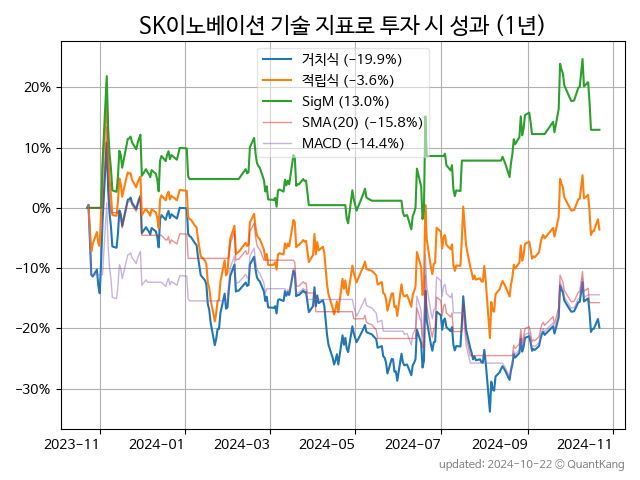 SK이노베이션 기술 지표로 투자 시 성과 (1년)
거치식 (−19.9%)
적립식 (−3.6%)
SigM (13.0%)
SMA(20) (−15.8%)
MACD (−14.4%)
20%
10%
0%
−10%
−20%
−30%
2023−11 2024−01 2024−03 2024−05 2024−07 2024−09 2024−11
updated: 2024-10-22 © QuantKang